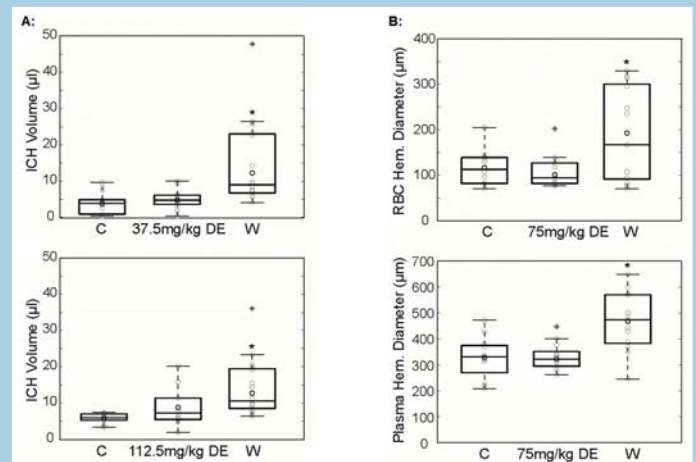 A:
50
40
30
20
10
0
ICH Volume (µl)
*
C 37.5mg/kg DE W
50
40
30
20
10
0
ICH Volume (µl)
*
C 112.5mg/kg DE W
B:
400
300
200
100
0
RBC Hem. Diameter (µm)
*
C 75mg/kg DE W
700
600
500
400
300
200
100
0
Plasma Hem. Diameter (µm)
*
C 75mg/kg DE W